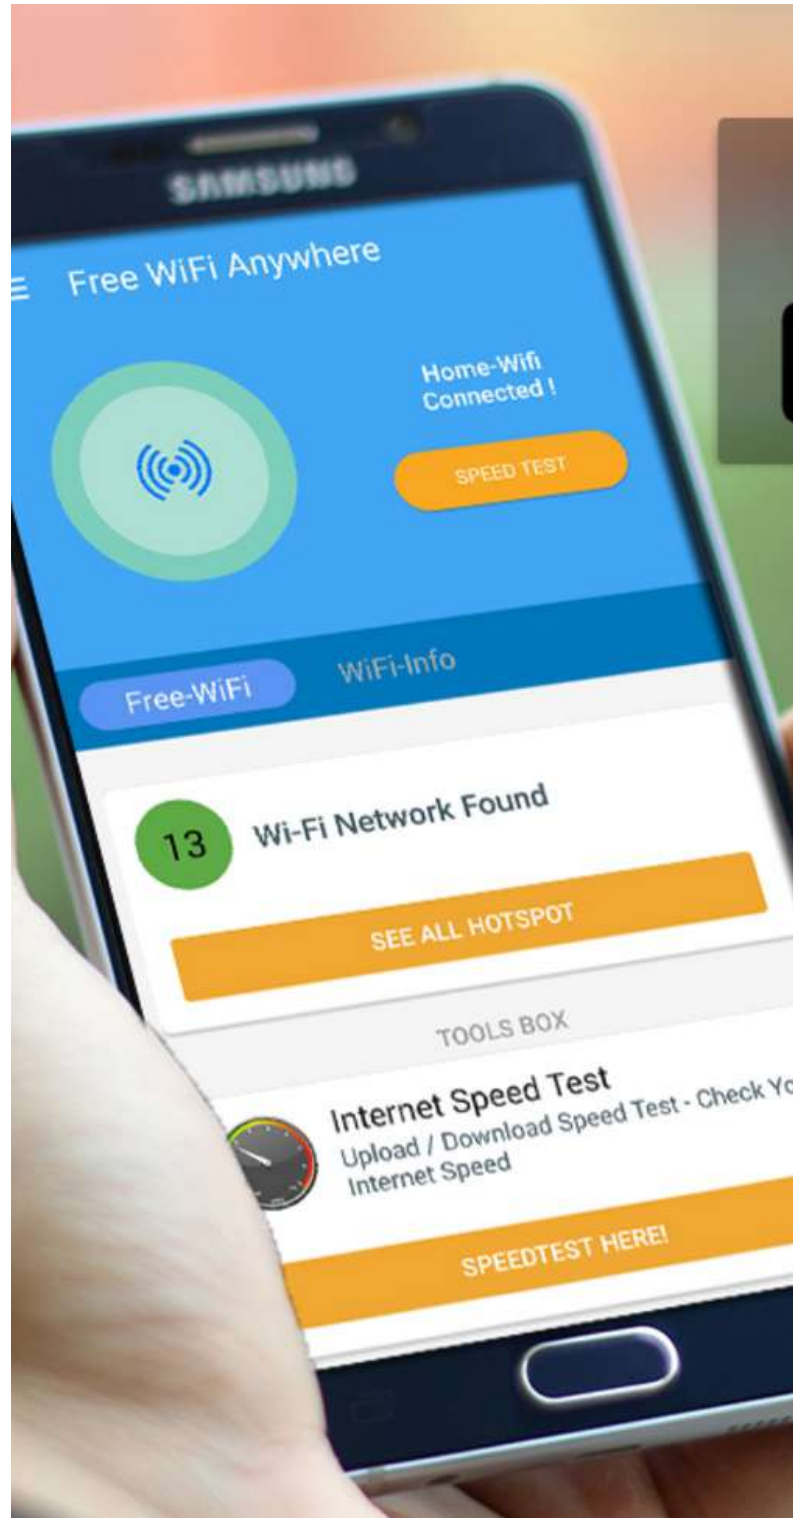 SAMSUNG
Free WiFi Anywhere
Home-Wifi
Connected !
SPEED TEST
Free-WiFi
WiFi-Info
13
Wi-Fi Network Found
SEE ALL HOTSPOT
TOOLS BOX
Internet Speed Test
Upload / Download Speed Test - Check Yo
Internet Speed
SPEEDTEST HERE!